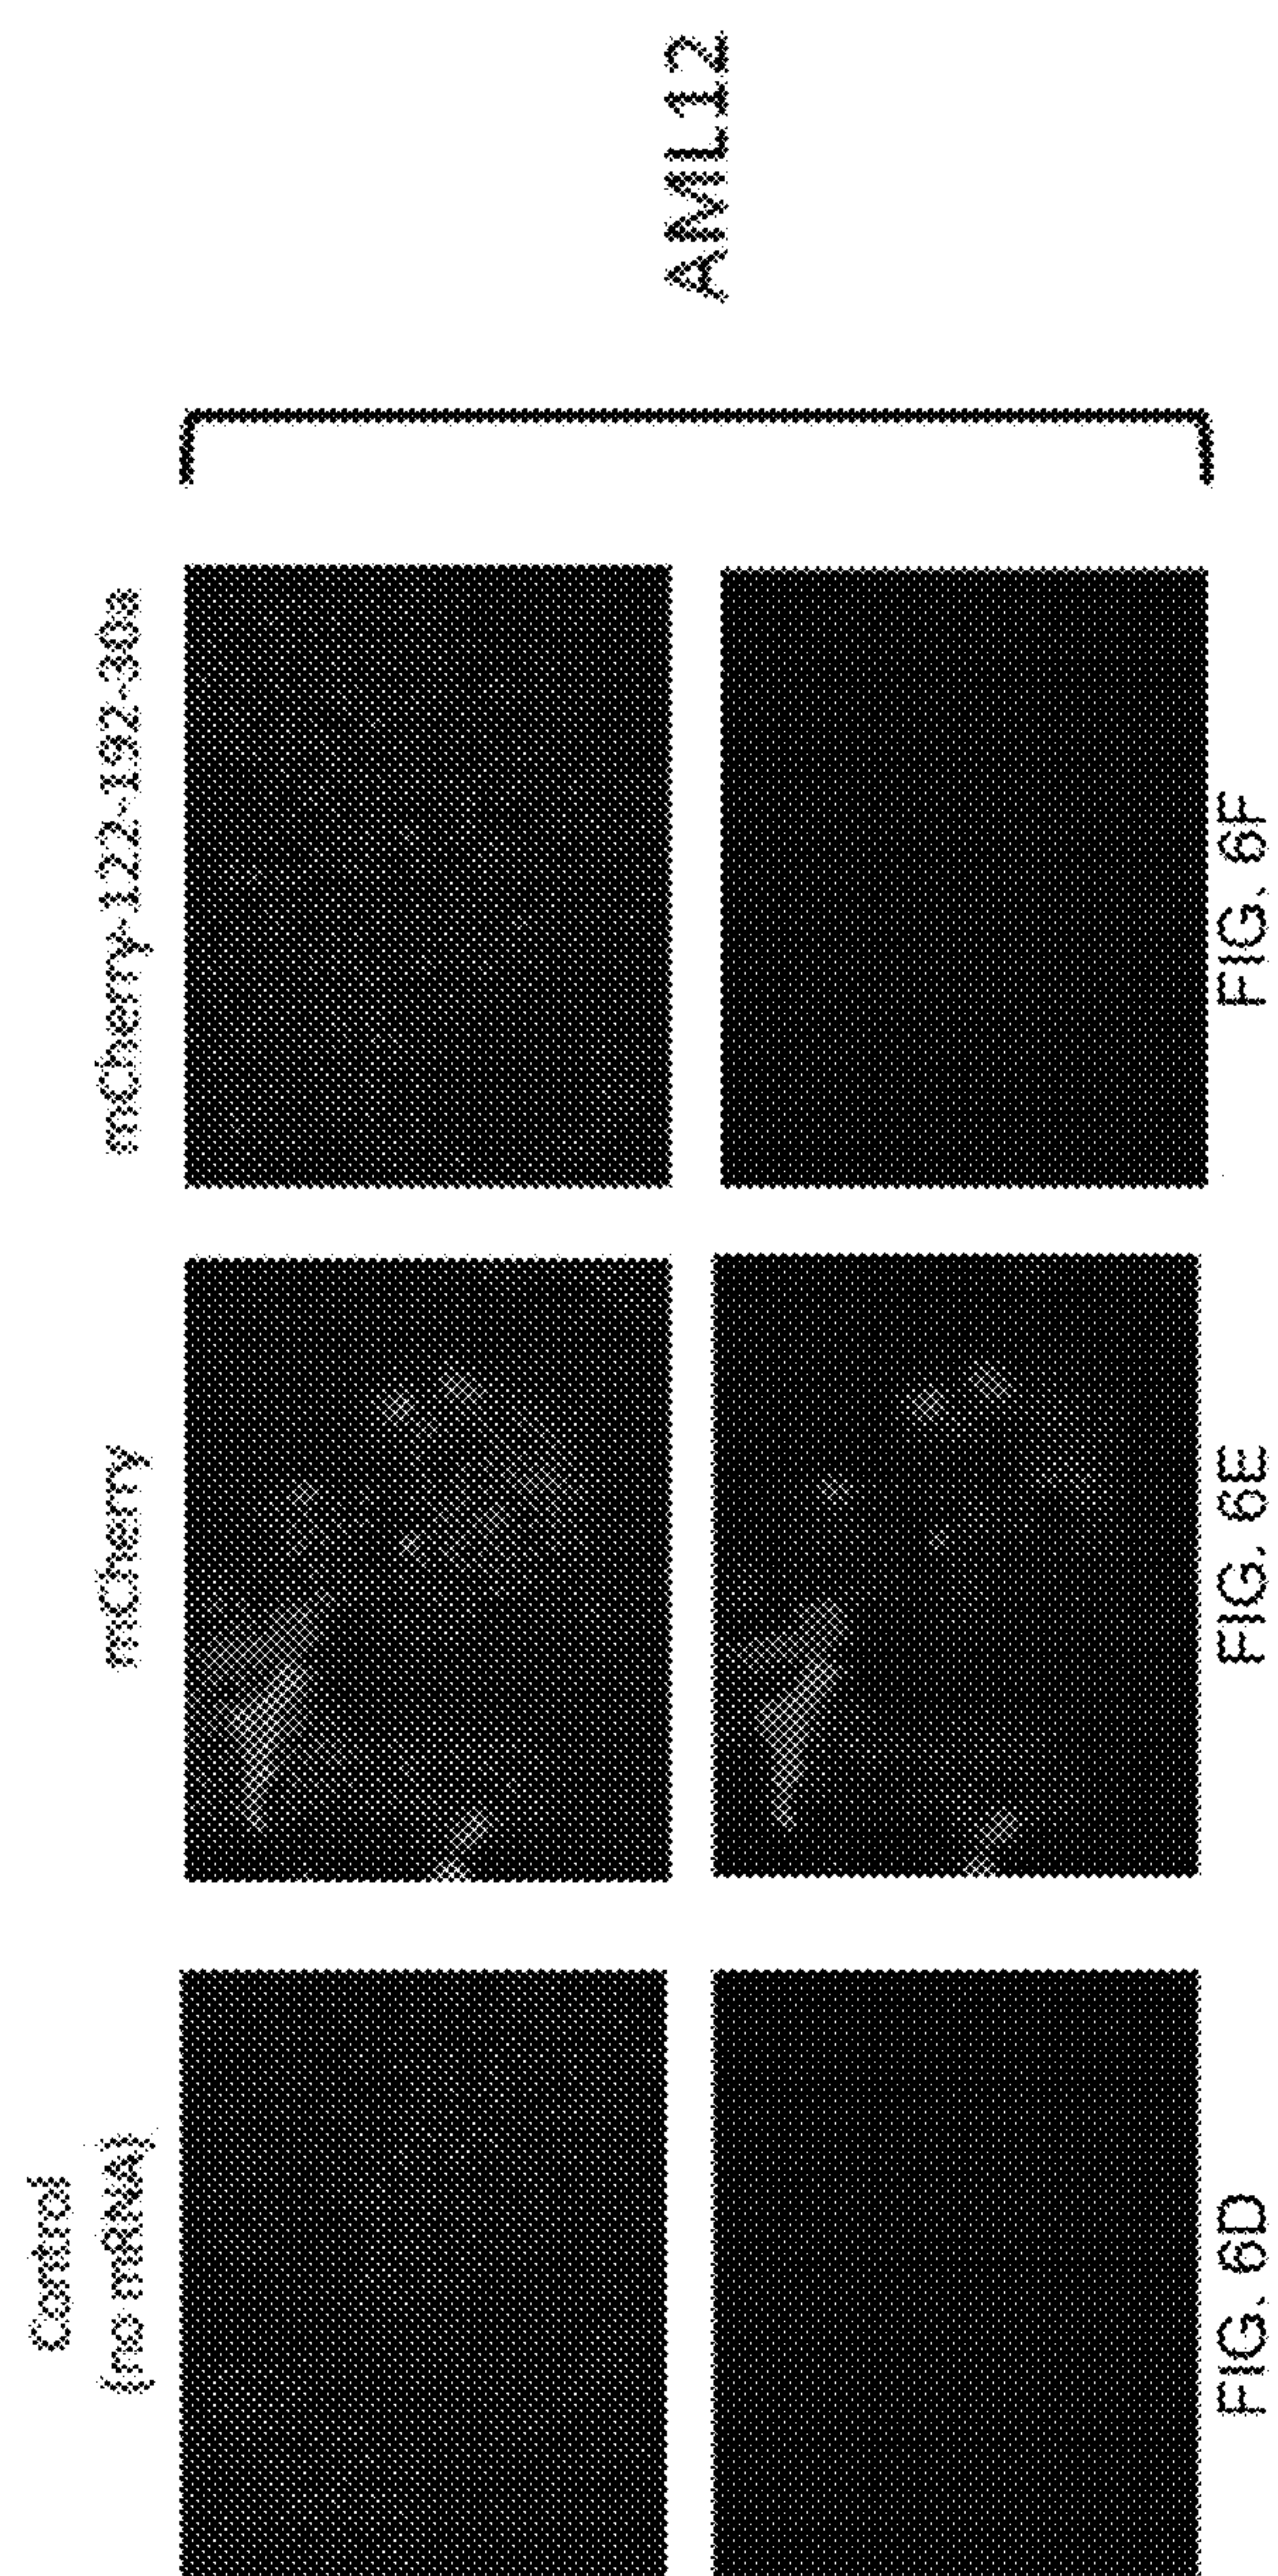 Control
(no mRNA)
mCherry
mCherry-122-192-30a
AML12
FIG. 6D
FIG. 6E
FIG. 6F